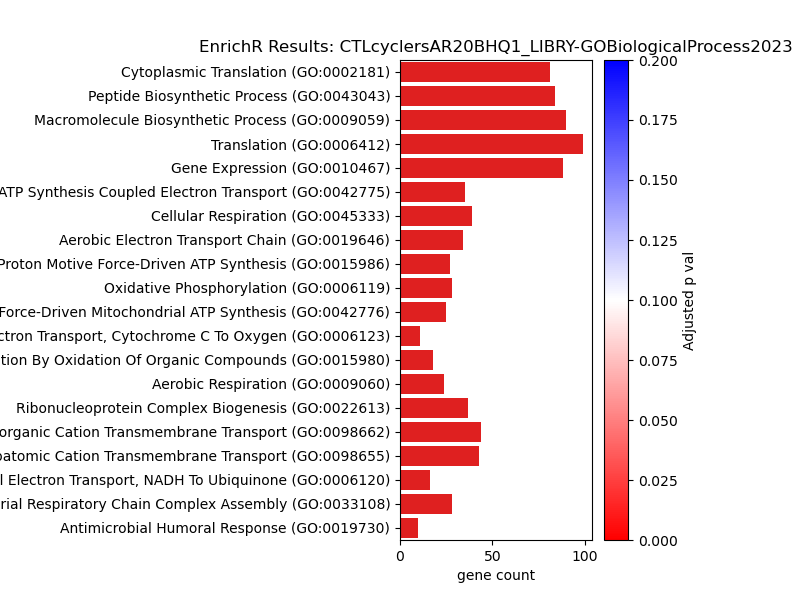 EnrichR Results: CTLcyclersAR20BHQ1_LIBRY-GOBiologicalProcess2023
Cytoplasmic Translation (GO:0002181)
Peptide Biosynthetic Process (GO:0043043)
Macromolecule Biosynthetic Process (GO:0009059)
Translation (GO:0006412)
Gene Expression (GO:0010467)
ATP Synthesis Coupled Electron Transport (GO:0042775)
Cellular Respiration (GO:0045333)
Aerobic Electron Transport Chain (GO:0019646)
Proton Motive Force-Driven ATP Synthesis (GO:0015986)
Oxidative Phosphorylation (GO:0006119)
Force-Driven Mitochondrial ATP Synthesis (GO:0042776)
ctron Transport, Cytochrome C To Oxygen (GO:0006123)
tion By Oxidation Of Organic Compounds (GO:0015980)
Aerobic Respiration (GO:0009060)
Ribonucleoprotein Complex Biogenesis (GO:0022613)
organic Cation Transmembrane Transport (GO:0098662)
oatomic Cation Transmembrane Transport (GO:0098655)
l Electron Transport, NADH To Ubiquinone (GO:0006120)
rial Respiratory Chain Complex Assembly (GO:0033108)
Antimicrobial Humoral Response (GO:0019730)
0 50 100
gene count
0.200
0.175
0.150
0.125
0.100
0.075
0.050
0.025
0.000
Adjusted p val